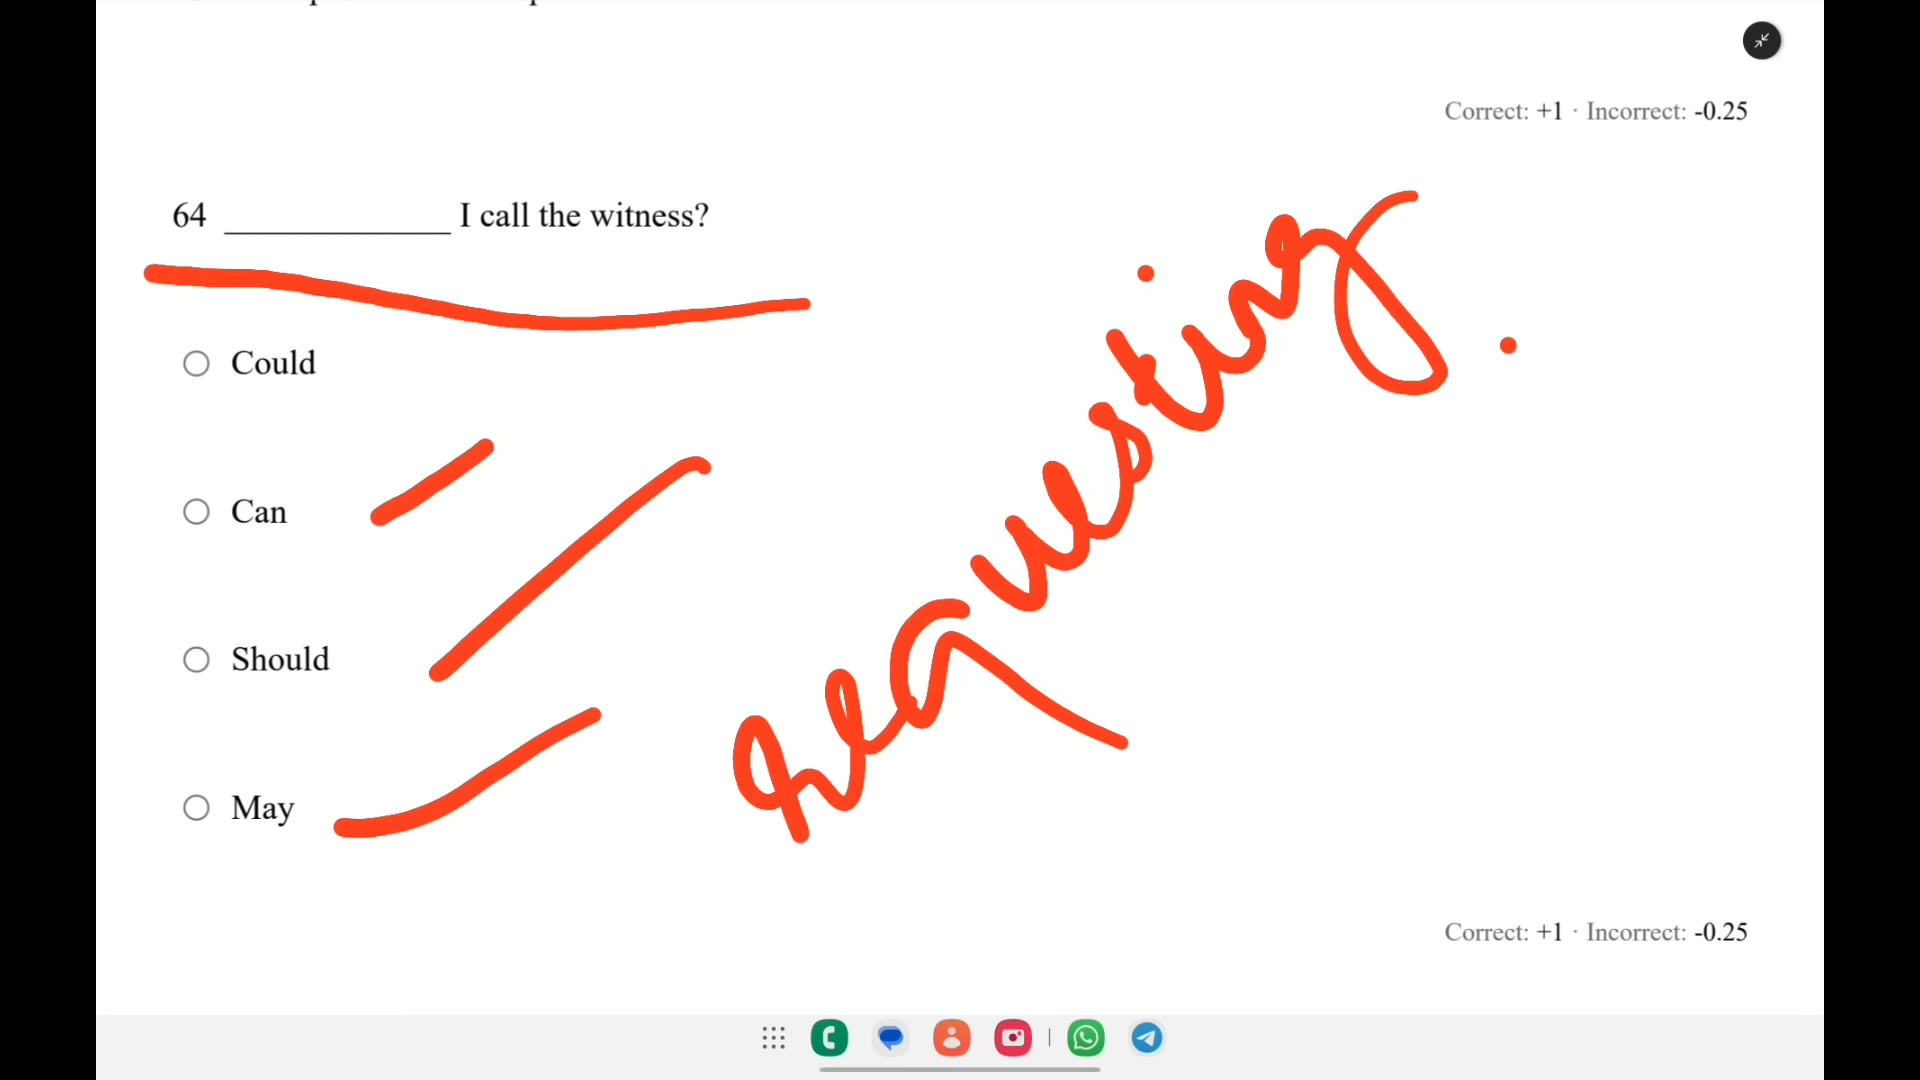 Correct: +1 · Incorrect: -0.25
64 ______________ I call the witness?
Could
Can
Should
May
requesting.
Correct: +1 · Incorrect: -0.25